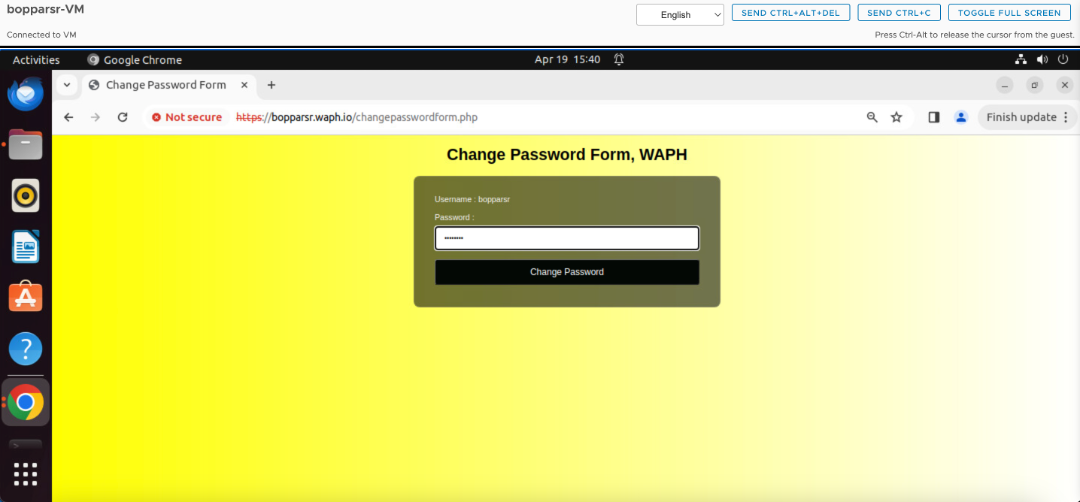 bopparsr-VM
English
SEND CTRL+ALT+DEL
SEND CTRL+C
TOGGLE FULL SCREEN
Connected to VM
Press Ctrl-Alt to release the cursor from the guest.
Activities
Google Chrome
Apr 19 15:40
Change Password Form
Not secure
https://bopparsr.waph.io/changepasswordform.php
Finish update
Change Password Form, WAPH
Username : bopparsr
Password :
Change Password